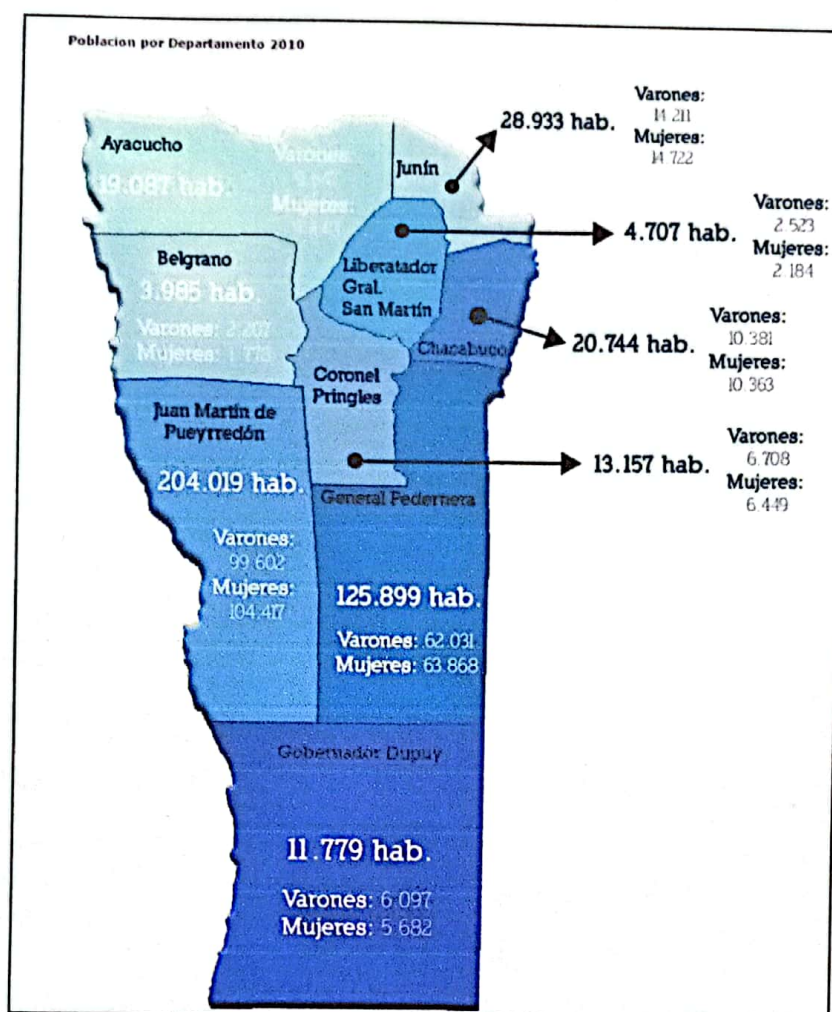 Poblacion por Departamento 2010
Ayacucho
19.087 hab.
Varones:
Mujeres:
Junín
28.933 hab.
Varones:
14.211
Mujeres:
14.722
Liberatador
Gral.
San Martín
4.707 hab.
Varones:
2.523
Mujeres:
2.184
Belgrano
3.985 hab.
Varones: 2.207
Mujeres: 1.778
Chacabuco
20.744 hab.
Varones:
10.381
Mujeres:
10.363
Coronel
Pringles
13.157 hab.
Varones:
6.708
Mujeres:
6.449
Juan Martín de
Pueyrredón
204.019 hab.
Varones:
99.602
Mujeres:
104.417
General Pedernera
125.899 hab.
Varones: 62.031
Mujeres: 63.868
Gobernador Dupuy
11.779 hab.
Varones: 6.097
Mujeres: 5.682